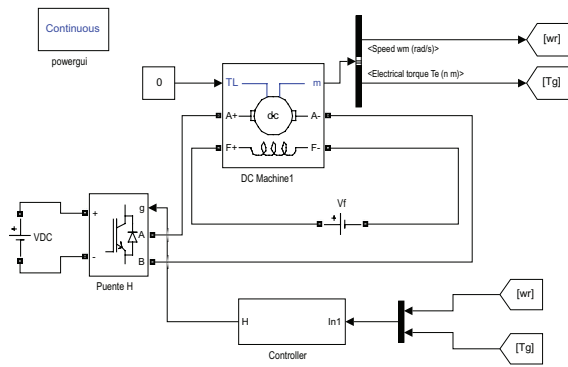 Continuous
powergui
0
TL
m
<Speed wm (rad/s)>
<Electrical torque Te (n m)>
[wr]
[Tg]
A+
dc
A-
F+
F-
DC Machine1
Vf
+
VDC
+
-
g
A
B
Puente H
+
H
In1
Controller
[wr]
[Tg]